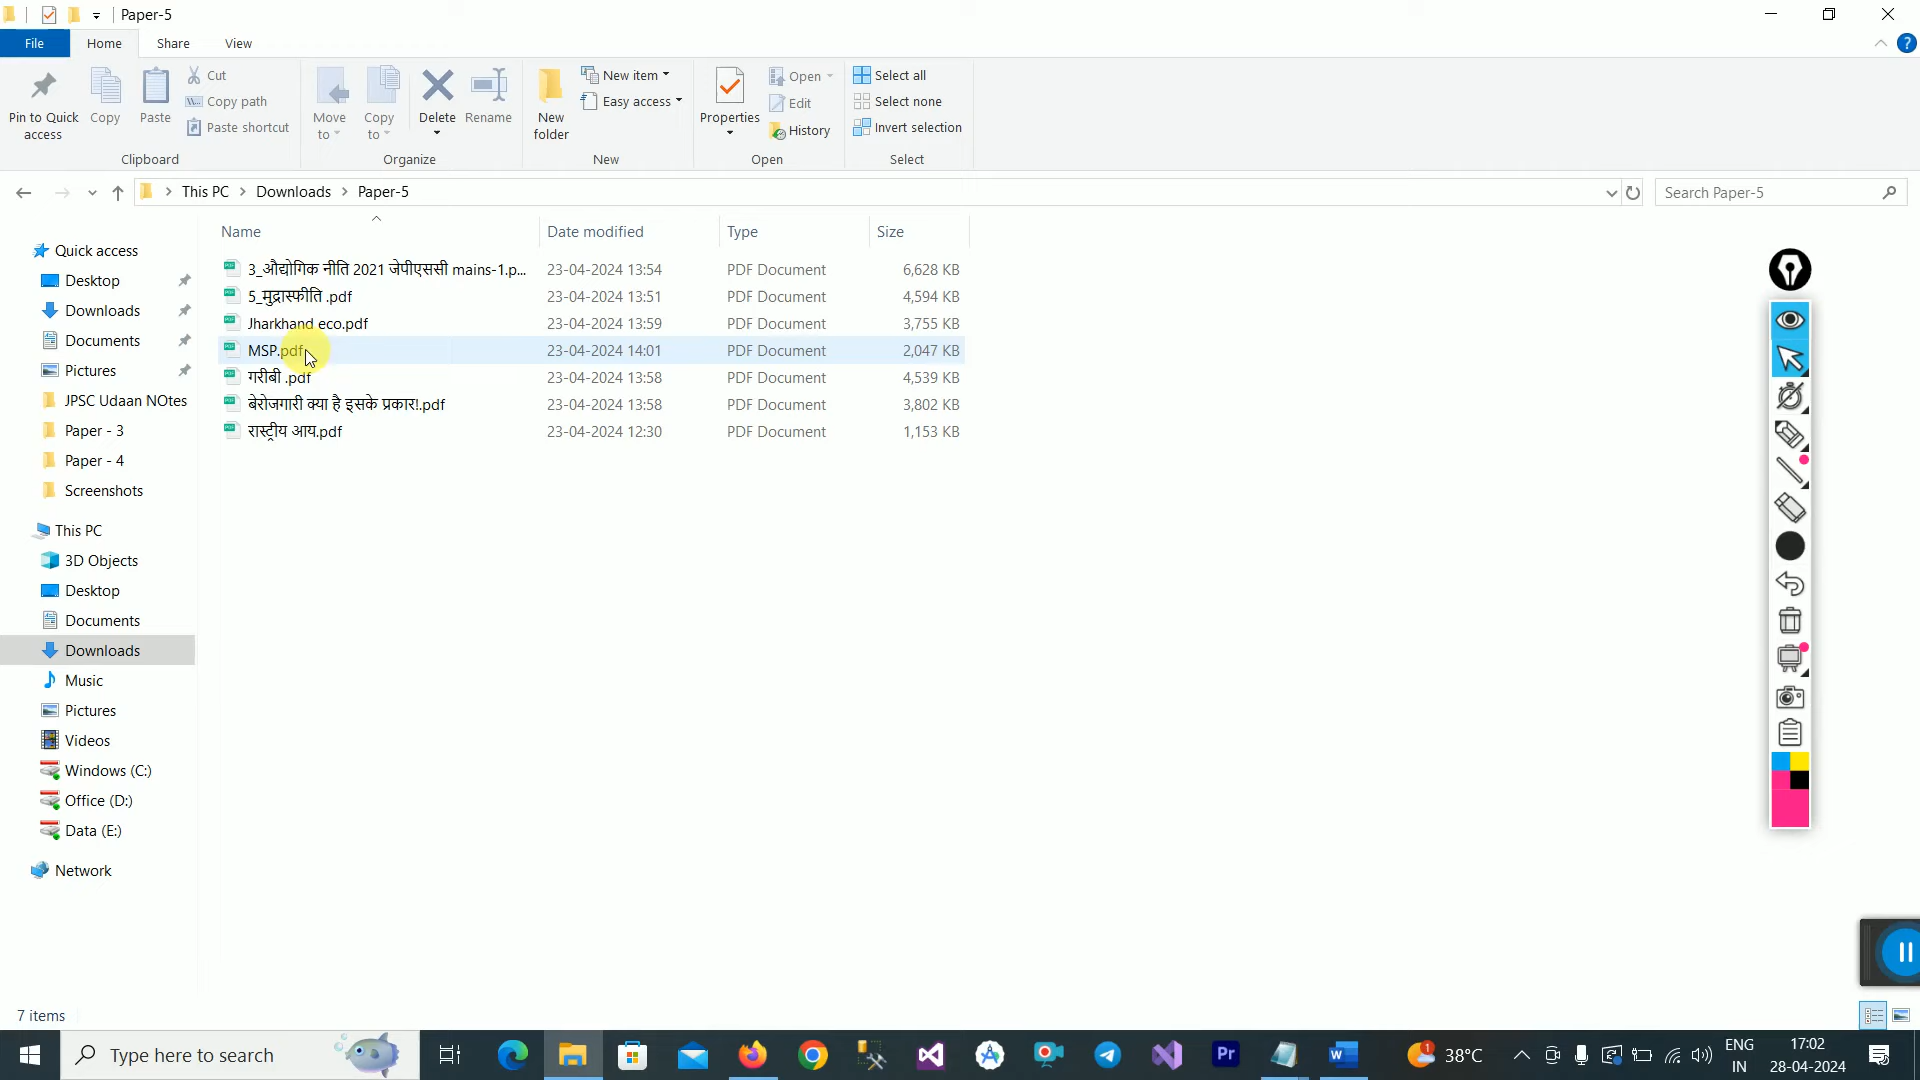 Paper-5
File Home Share View
Pin to Quick access
Copy
Paste
Cut
Copy path
Paste shortcut
Clipboard
Move to
Copy to
Delete
Rename
Organize
New folder
New item
Easy access
New
Properties
Open
Edit
History
Open
Select all
Select none
Invert selection
Select
This PC > Downloads > Paper-5
Search Paper-5
Name Date modified Type Size
3_औद्योगिक नीति 2021 जेपीएससी mains-1.p... 23-04-2024 13:54 PDF Document 6,628 KB
5_मुद्रास्फीति .pdf 23-04-2024 13:51 PDF Document 4,594 KB
Jharkhand eco.pdf 23-04-2024 13:59 PDF Document 3,755 KB
MSP.pdf 23-04-2024 14:01 PDF Document 2,047 KB
गरीबी .pdf 23-04-2024 13:58 PDF Document 4,539 KB
बेरोजगारी क्या है इसके प्रकार!.pdf 23-04-2024 13:58 PDF Document 3,802 KB
रास्ट्रीय आय.pdf 23-04-2024 12:30 PDF Document 1,153 KB
Quick access
Desktop
Downloads
Documents
Pictures
JPSC Udaan NOtes
Paper - 3
Paper - 4
Screenshots
This PC
3D Objects
Desktop
Documents
Downloads
Music
Pictures
Videos
Windows (C:)
Office (D:)
Data (E:)
Network
7 items
Type here to search
Pr
1
38°C
ENG
IN
17:02
28-04-2024